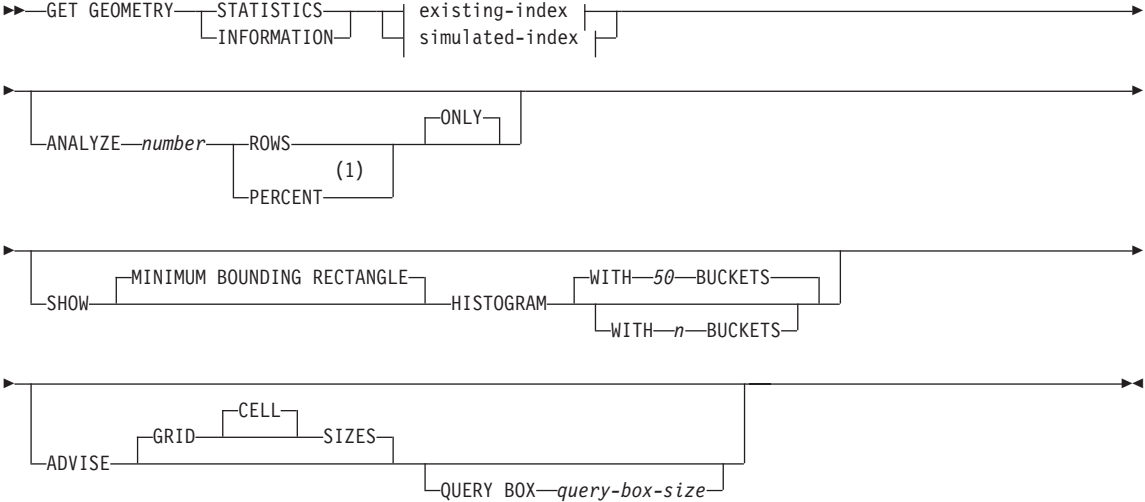 GET GEOMETRY STATISTICS existing-index
INFORMATION simulated-index
ONLY
ANALYZE number ROWS
(1)
PERCENT
MINIMUM BOUNDING RECTANGLE WITH 50 BUCKETS
SHOW HISTOGRAM
WITH n BUCKETS
CELL
GRID SIZES
ADVISE
QUERY BOX query-box-size